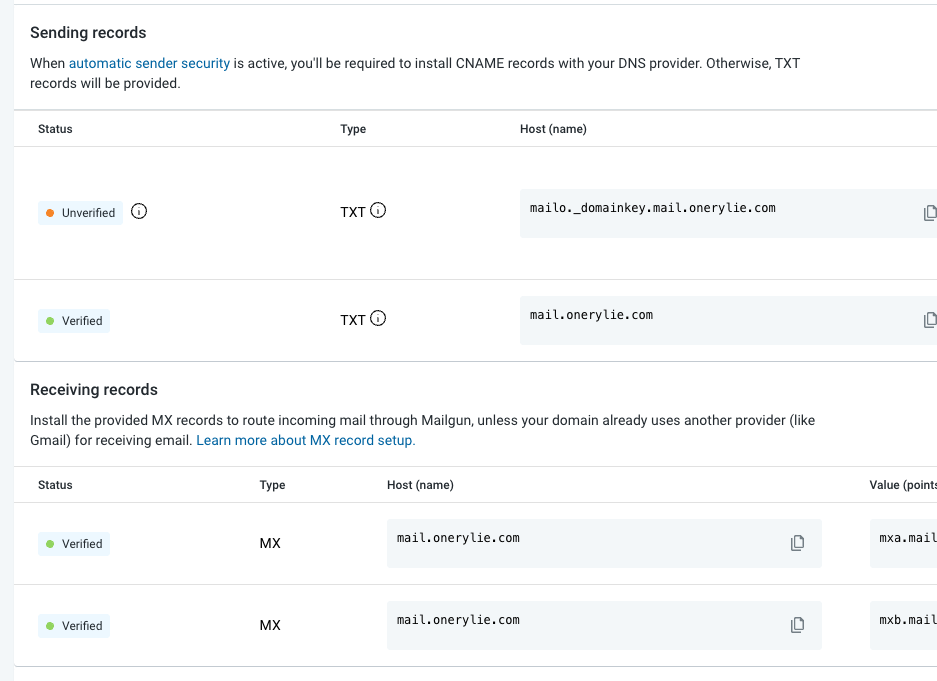 Sending records
When automatic sender security is active, you'll be required to install CNAME records with your DNS provider. Otherwise, TXT
records will be provided.
Status Type Host (name)
Unverified TXT mailo._domainkey.mail.onerylie.com
Verified TXT mail.onerylie.com
Receiving records
Install the provided MX records to route incoming mail through Mailgun, unless your domain already uses another provider (like
Gmail) for receiving email. Learn more about MX record setup.
Status Type Host (name) Value (points
Verified MX mail.onerylie.com mxa.mail
Verified MX mail.onerylie.com mxb.mail